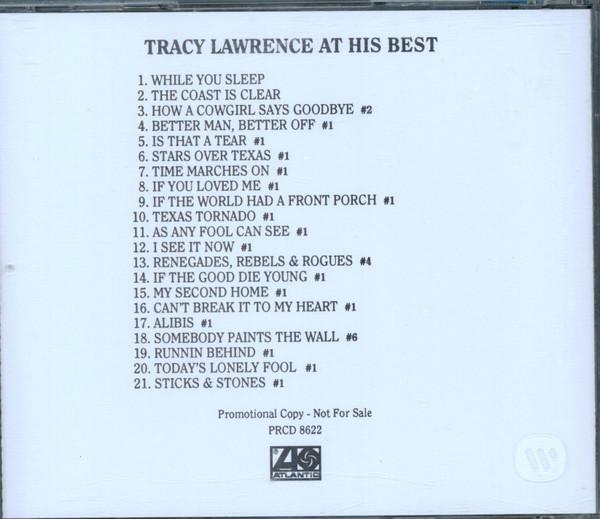 TRACY LAWRENCE AT HIS BEST
1. WHILE YOU SLEEP
2. THE COAST IS CLEAR
3. HOW A COWGIRL SAYS GOODBYE #2
4. BETTER MAN, BETTER OFF #1
5. IS THAT A TEAR #1
6. STARS OVER TEXAS #1
7. TIME MARCHES ON #1
8. IF YOU LOVED ME #1
9. IF THE WORLD HAD A FRONT PORCH #1
10. TEXAS TORNADO #1
11. AS ANY FOOL CAN SEE #1
12. I SEE IT NOW #1
13. RENEGADES, REBELS & ROGUES #4
14. IF THE GOOD DIE YOUNG #1
15. MY SECOND HOME #1
16. CAN'T BREAK IT TO MY HEART #1
17. ALIBIS #1
18. SOMEBODY PAINTS THE WALL #6
19. RUNNIN BEHIND #1
20. TODAY'S LONELY FOOL #1
21. STICKS & STONES #1
Promotional Copy - Not For Sale
PRCD 8622
ATLANTIC